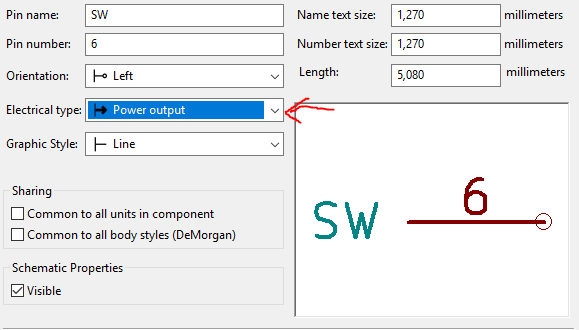 Pin name: SW
Name text size: 1,270 millimeters
Pin number: 6
Number text size: 1,270 millimeters
Orientation: Left
Length: 5,080 millimeters
Electrical type: Power output
Graphic Style: Line
SW 6
Sharing
Common to all units in component
Common to all body styles (DeMorgan)
Schematic Properties
Visible